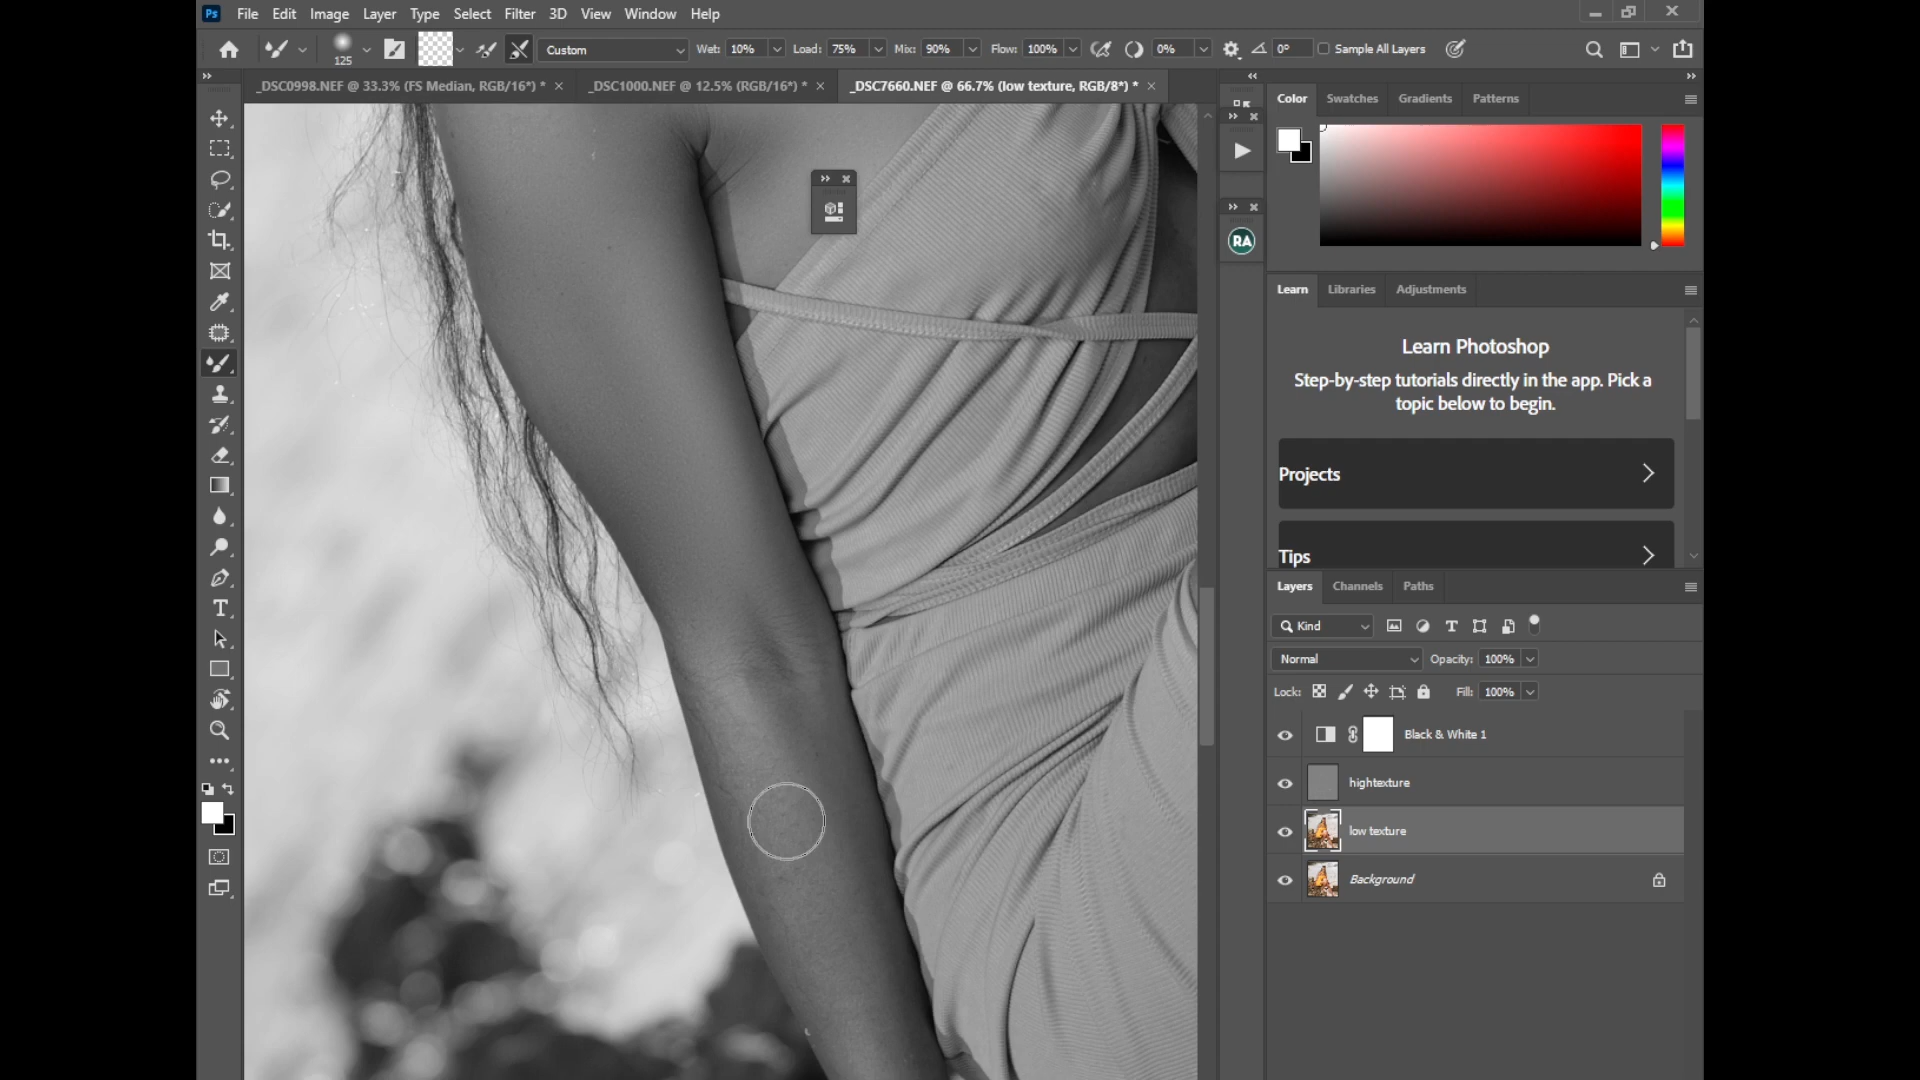 Ps File Edit Image Layer Type Select Filter 3D View Window Help
125 Custom Wet: 10% Load: 75% Mix: 90% Flow: 100% 0% 0° Sample All Layers
_DSC0998.NEF @ 33.3% (FS Median, RGB/16*) * _DSC1000.NEF @ 12.5% (RGB/16*) * _DSC7660.NEF @ 66.7% (low texture, RGB/8*) *
Color Swatches Gradients Patterns
RA
Learn Libraries Adjustments
Learn Photoshop
Step-by-step tutorials directly in the app. Pick a
topic below to begin.
Projects
Tips
Layers Channels Paths
Kind
Normal Opacity: 100%
Lock: Fill: 100%
Black & White 1
hightexture
low texture
Background